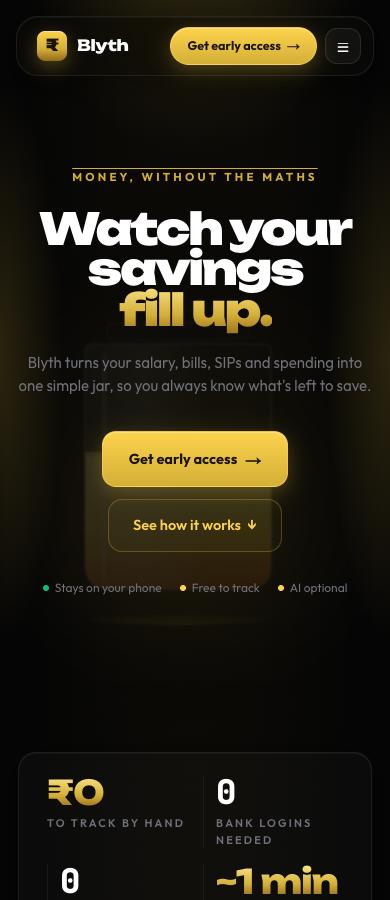 ₹ Blyth Get early access → ☰
MONEY, WITHOUT THE MATHS
Watch your
savings
fill up.
Blyth turns your salary, bills, SIPs and spending into
one simple jar, so you always know what's left to save.
Get early access →
See how it works ↓
Stays on your phone Free to track AI optional
₹0 0
TO TRACK BY HAND BANK LOGINS
NEEDED
0 ~1 min